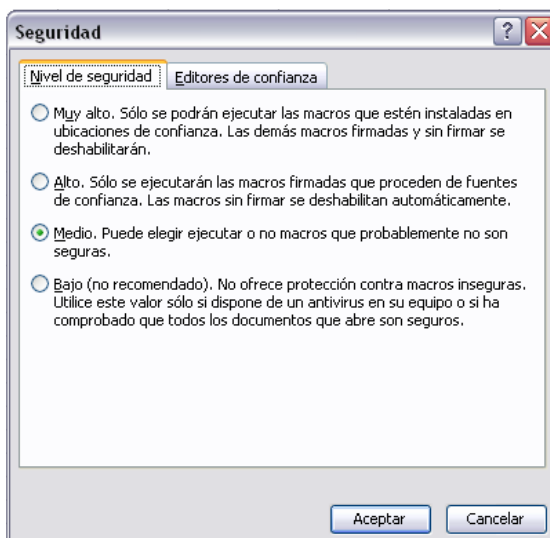 Seguridad
Nivel de seguridad Editores de confianza
Muy alto. Sólo se podrán ejecutar las macros que estén instaladas en
ubicaciones de confianza. Las demás macros firmadas y sin firmar se
deshabilitarán.
Alto. Sólo se ejecutarán las macros firmadas que proceden de fuentes
de confianza. Las macros sin firmar se deshabilitan automáticamente.
Medio. Puede elegir ejecutar o no macros que probablemente no son
seguras.
Bajo (no recomendado). No ofrece protección contra macros inseguras.
Utilice este valor sólo si dispone de un antivirus en su equipo o si ha
comprobado que todos los documentos que abre son seguros.
Aceptar Cancelar